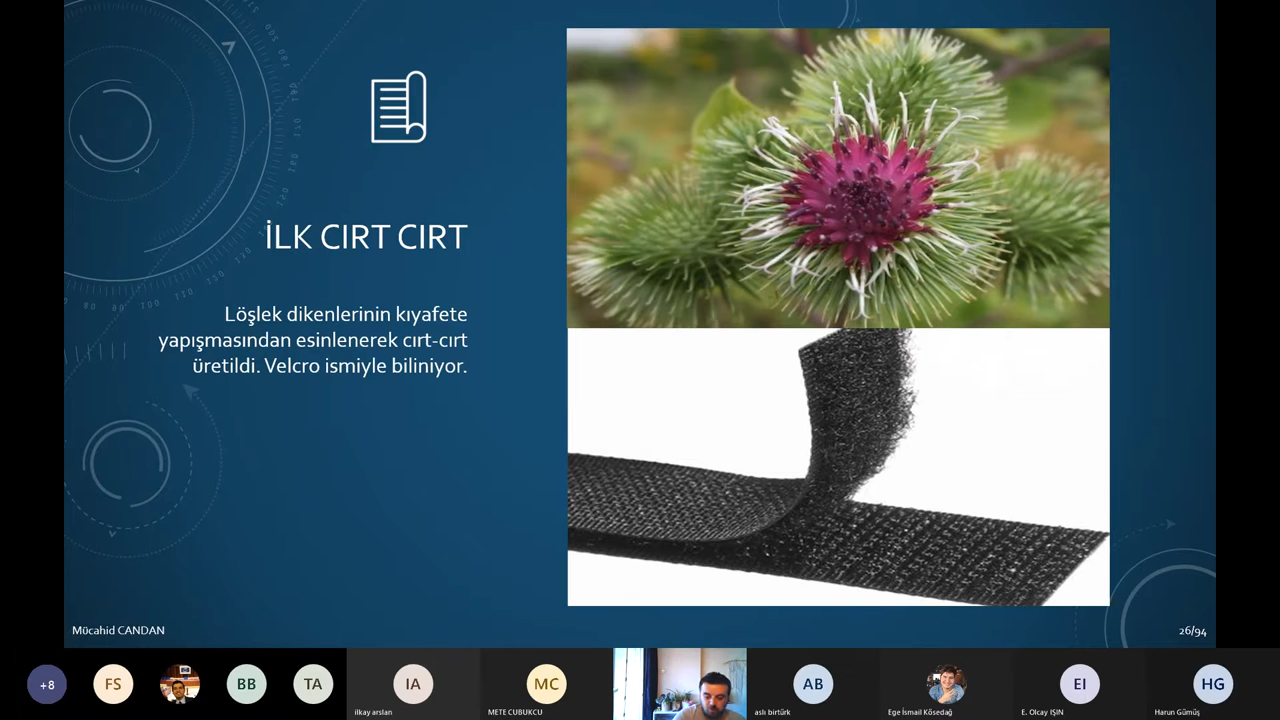 İLK CIRT CIRT
Löşlek dikenlerinin kıyafete
yapışmasından esinlenerek cırt-cırt
üretildi. Velcro ismiyle biliniyor.
Mücahid CANDAN
26/94
+8
FS
BB
TA
IA
MC
AB
EI
HG
ilkay arslan
METE CUBUKCU
aslı birtürk
Ege İsmail Kösedağ
E. Olcay IŞIN
Harun Gümüş